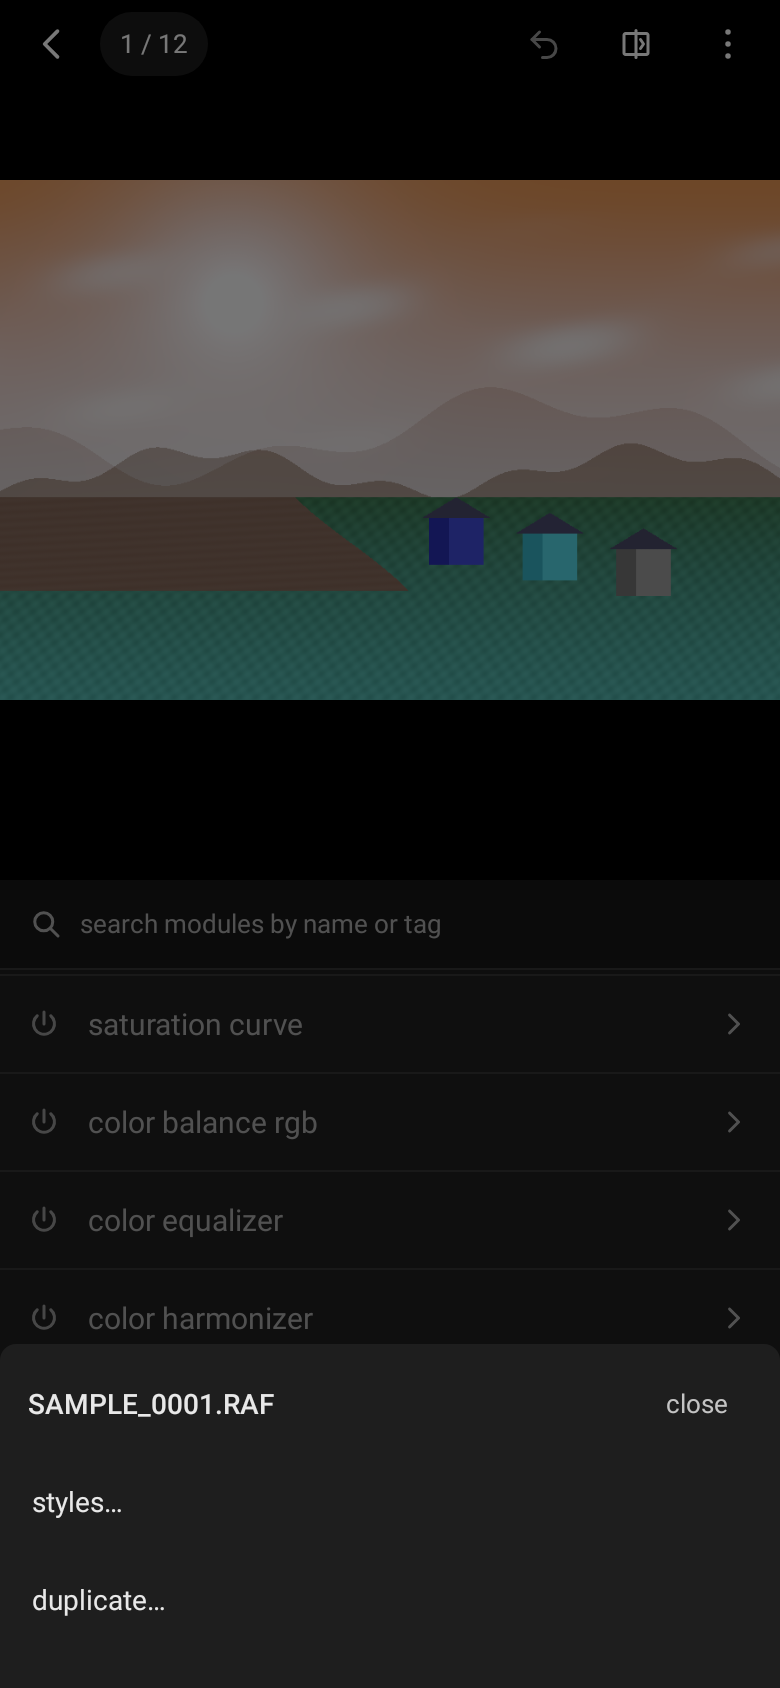 1 / 12
search modules by name or tag
saturation curve
color balance rgb
color equalizer
color harmonizer
SAMPLE_0001.RAF
close
styles…
duplicate…